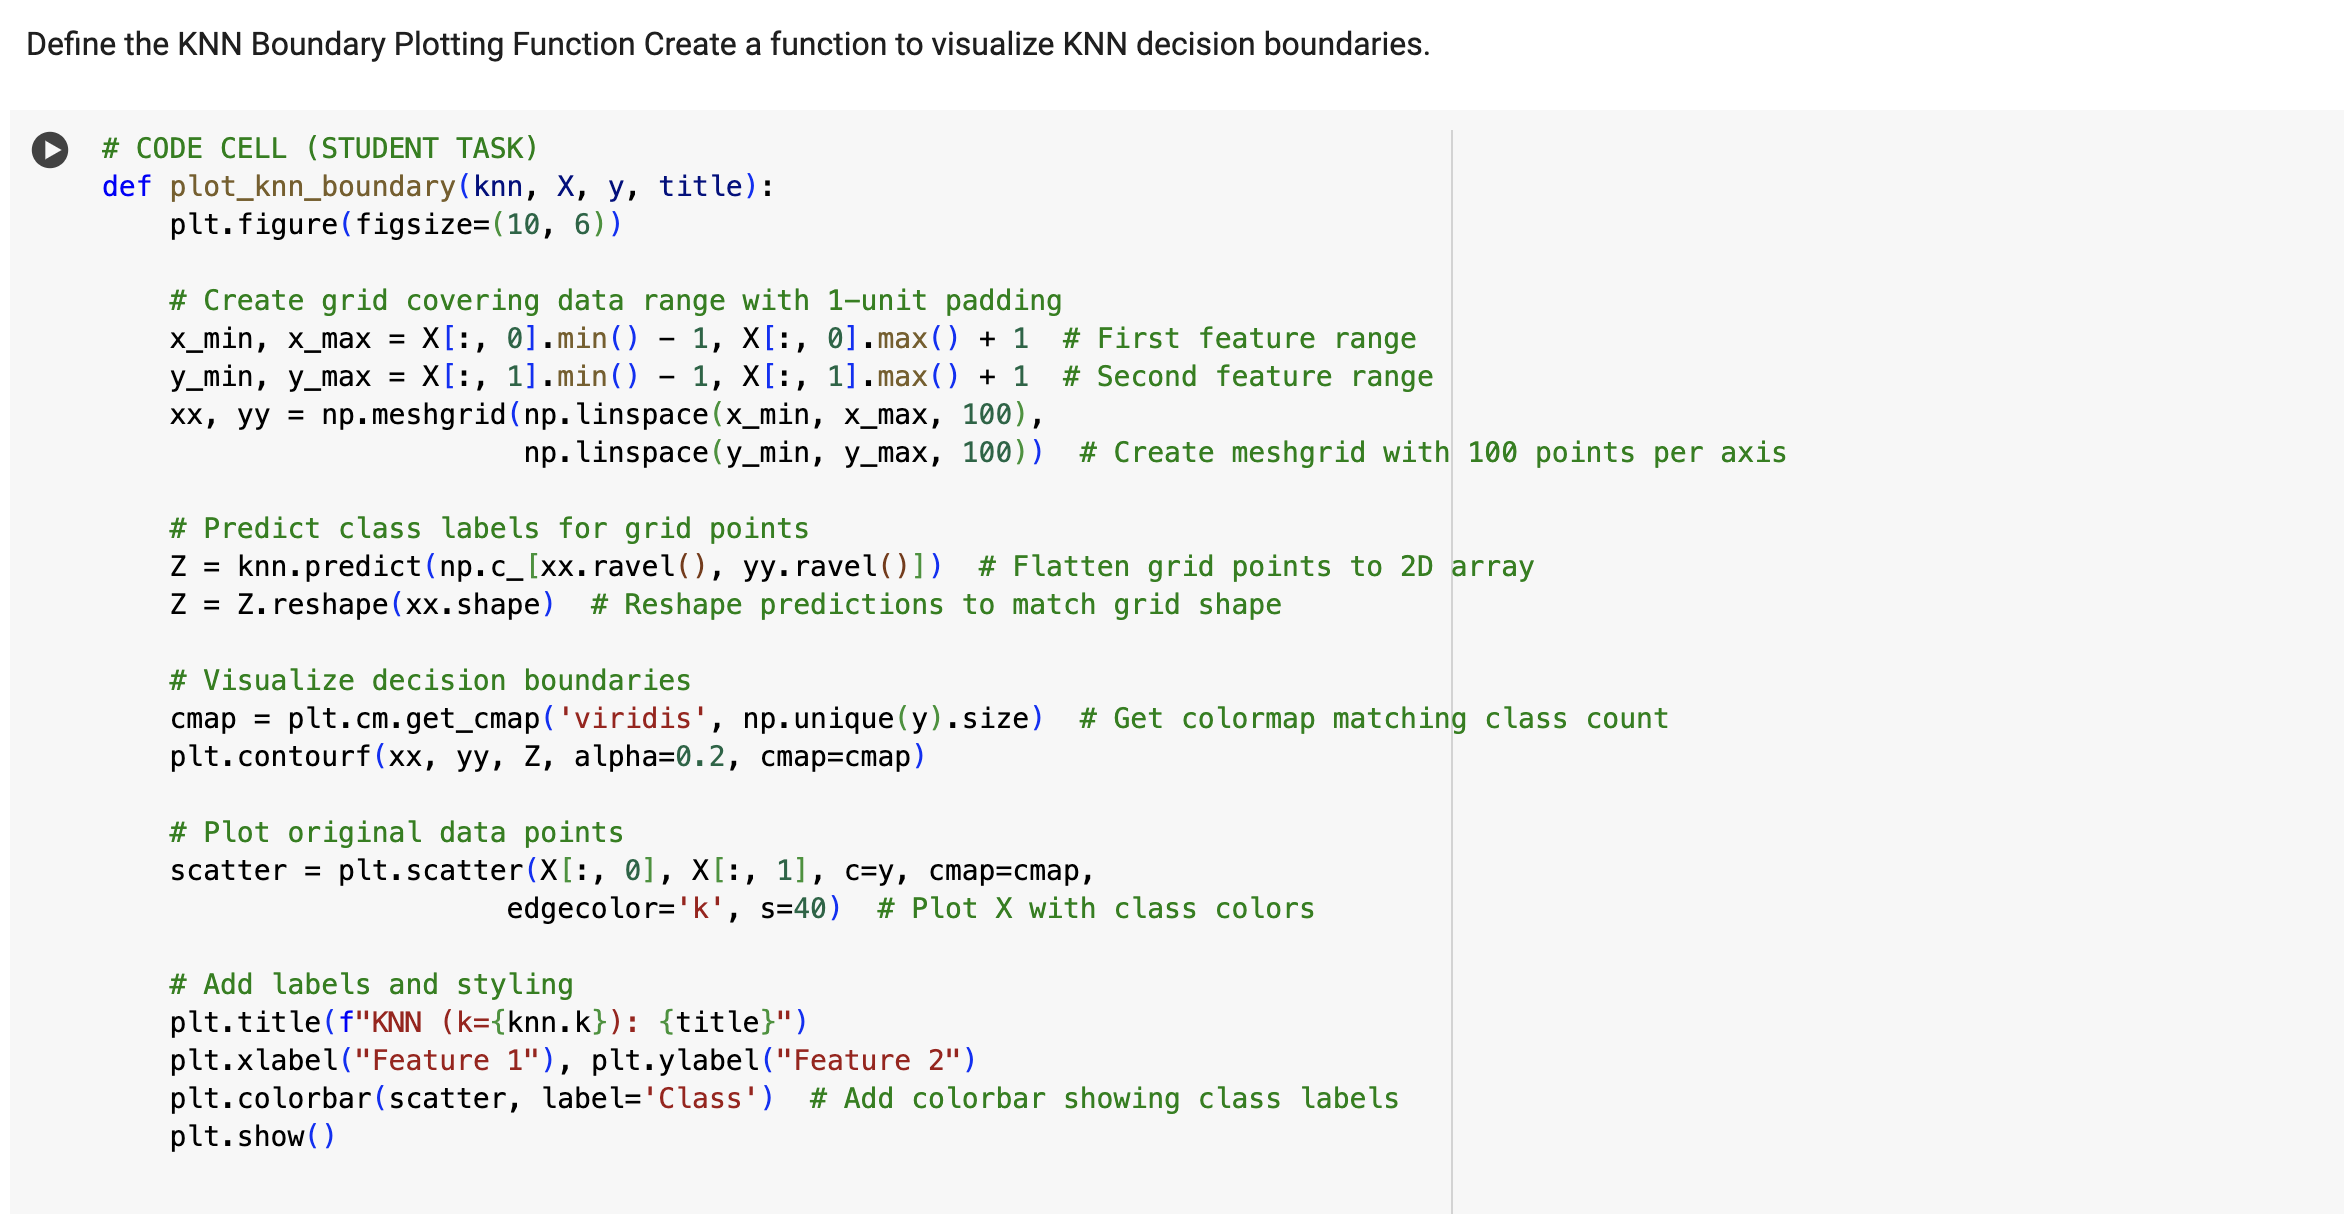 Define the KNN Boundary Plotting Function Create a function to visualize KNN decision boundaries.
# CODE CELL (STUDENT TASK)
def plot_knn_boundary(knn, X, y, title):
    plt.figure(figsize=(10, 6))
    # Create grid covering data range with 1-unit padding
    x_min, x_max = X[:, 0].min() - 1, X[:, 0].max() + 1  # First feature range
    y_min, y_max = X[:, 1].min() - 1, X[:, 1].max() + 1  # Second feature range
    xx, yy = np.meshgrid(np.linspace(x_min, x_max, 100),
                         np.linspace(y_min, y_max, 100))  # Create meshgrid with 100 points per axis
    # Predict class labels for grid points
    Z = knn.predict(np.c_[xx.ravel(), yy.ravel()])  # Flatten grid points to 2D array
    Z = Z.reshape(xx.shape)  # Reshape predictions to match grid shape
    # Visualize decision boundaries
    cmap = plt.cm.get_cmap('viridis', np.unique(y).size)  # Get colormap matching class count
    plt.contourf(xx, yy, Z, alpha=0.2, cmap=cmap)
    # Plot original data points
    scatter = plt.scatter(X[:, 0], X[:, 1], c=y, cmap=cmap,
                        edgecolor='k', s=40)  # Plot X with class colors
    # Add labels and styling
    plt.title(f"KNN (k={knn.k}): {title}")
    plt.xlabel("Feature 1"), plt.ylabel("Feature 2")
    plt.colorbar(scatter, label='Class')  # Add colorbar showing class labels
    plt.show()